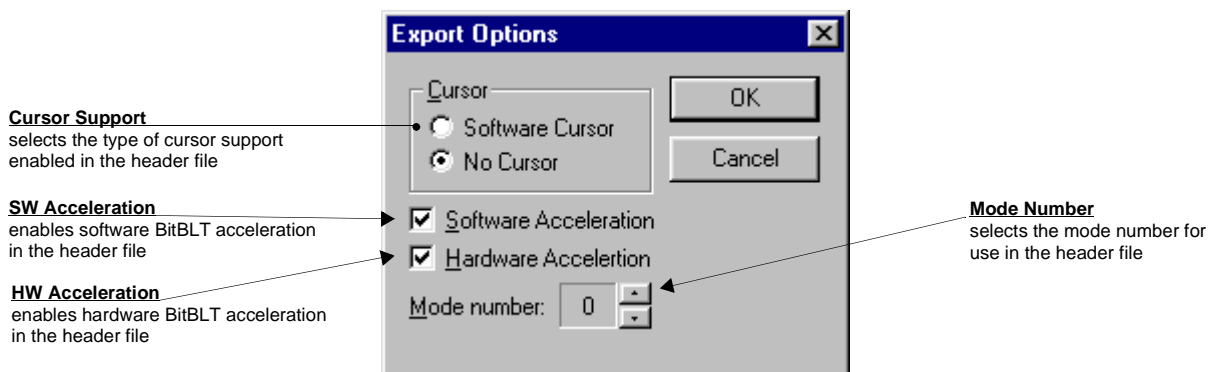 Export Options
Cursor
OK
Cursor Support
selects the type of cursor support
enabled in the header file
Software Cursor
No Cursor
Cancel
SW Acceleration
enables software BitBLT acceleration
in the header file
Software Acceleration
Hardware Accelertion
Mode Number
selects the mode number for
use in the header file
HW Acceleration
enables hardware BitBLT acceleration
in the header file
Mode number: 0